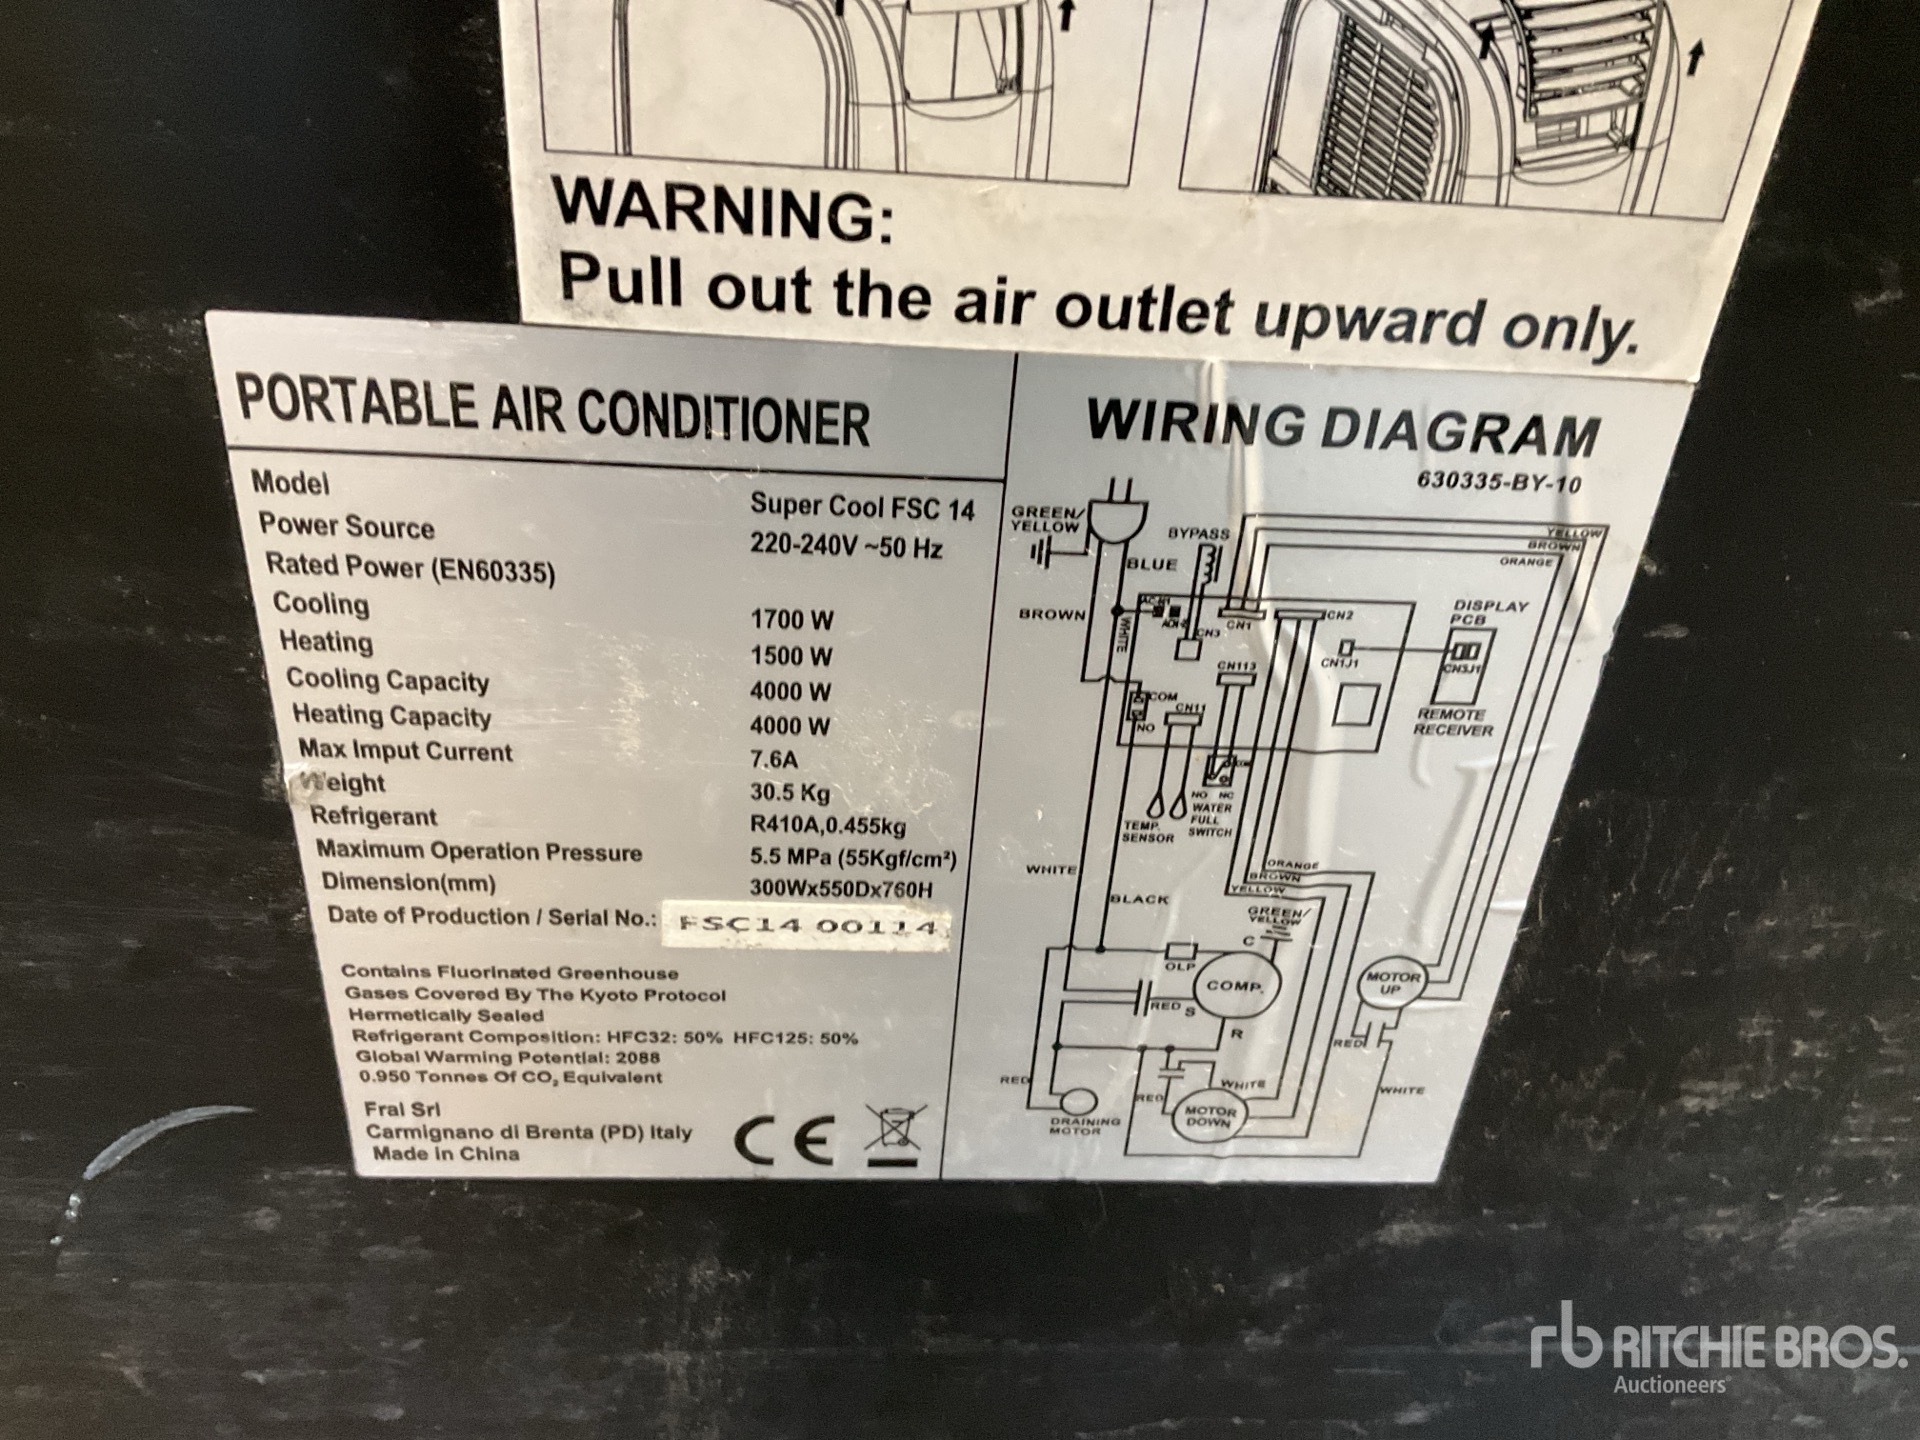 WARNING:
Pull out the air outlet upward only.
PORTABLE AIR CONDITIONER
Model Super Cool FSC 14
Power Source 220-240V ~50 Hz
Rated Power (EN60335)
Cooling 1700 W
Heating 1500 W
Cooling Capacity 4000 W
Heating Capacity 4000 W
Max Imput Current 7.6A
Weight 30.5 Kg
Refrigerant R410A,0.455kg
Maximum Operation Pressure 5.5 MPa (55Kgf/cm²)
Dimension(mm) 300Wx550Dx760H
Date of Production / Serial No.: FSC14 00114
Contains Fluorinated Greenhouse
Gases Covered By The Kyoto Protocol
Hermetically Sealed
Refrigerant Composition: HFC32: 50% HFC125: 50%
Global Warming Potential: 2088
0.950 Tonnes Of CO₂ Equivalent
Fral Srl
Carmignano di Brenta (PD) Italy
Made in China
CE
WIRING DIAGRAM
630335-BY-10
GREEN/
YELLOW
BYPASS
BLUE
BROWN
WHITE
YELLOW
BROWN
ORANGE
CN3
CN1
CN2
DISPLAY
PCB
CN1J1
CN3J1
REMOTE
RECEIVER
CN113
COM
CN11
NO
COM
NO NC
WATER
FULL
SWITCH
TEMP.
SENSOR
WHITE
BLACK
ORANGE
BROWN
YELLOW
GREEN/
YELLOW
C
OLP
COMP.
RED S
R
MOTOR
UP
RED
WHITE
RED
DRAINING
MOTOR
RED
WHITE
MOTOR
DOWN
rb RITCHIE BROS.
Auctioneers